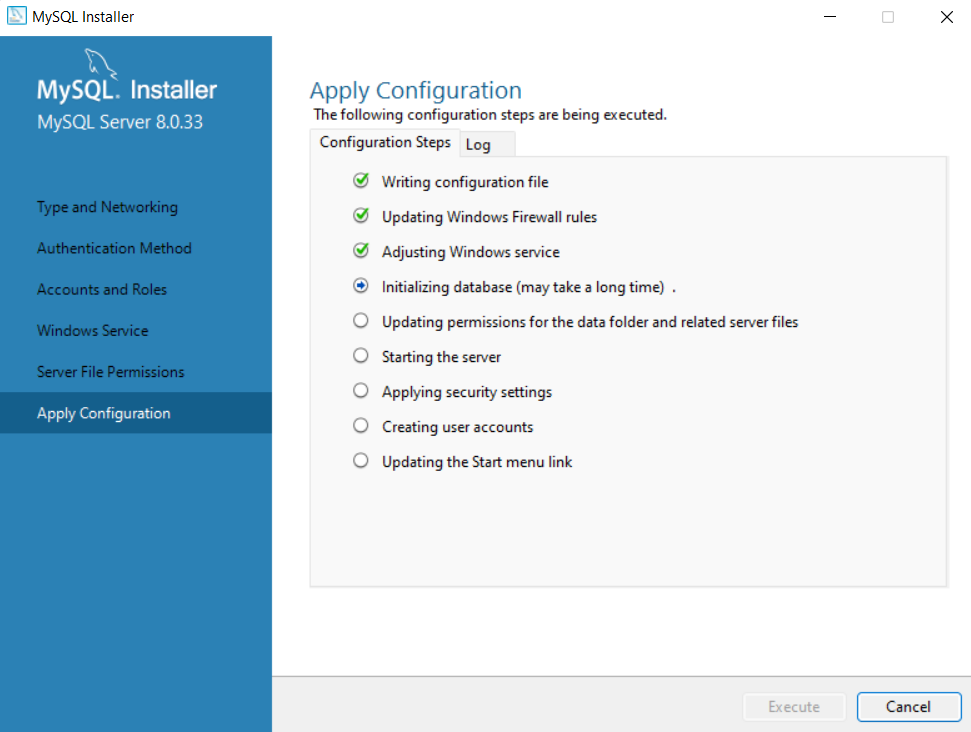 MySQL Installer
MySQL. Installer
MySQL Server 8.0.33
Type and Networking
Authentication Method
Accounts and Roles
Windows Service
Server File Permissions
Apply Configuration
Apply Configuration
The following configuration steps are being executed.
Configuration Steps
Log
Writing configuration file
Updating Windows Firewall rules
Adjusting Windows service
Initializing database (may take a long time) .
Updating permissions for the data folder and related server files
Starting the server
Applying security settings
Creating user accounts
Updating the Start menu link
Execute
Cancel